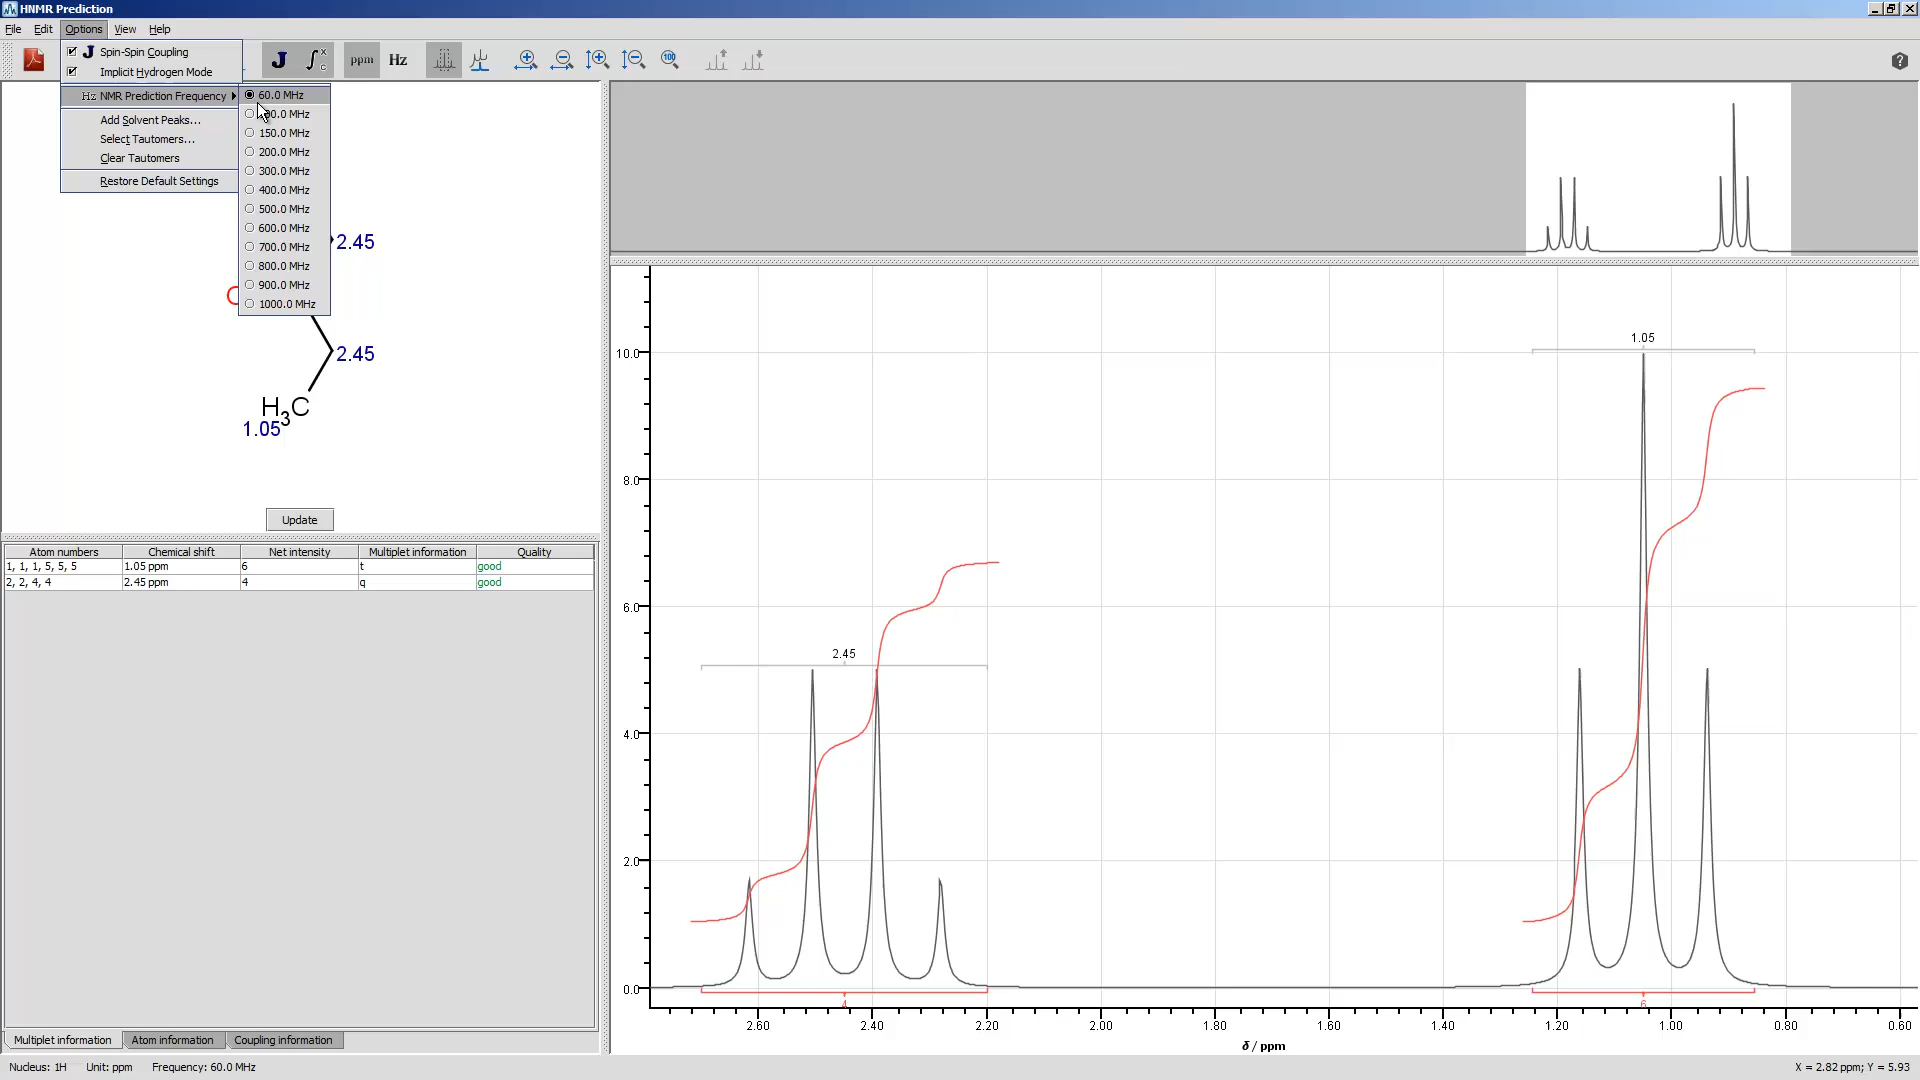 HNMR Prediction
File Edit Options View Help
J Spin-Spin Coupling
Implicit Hydrogen Mode
Hz NMR Prediction Frequency
Add Solvent Peaks...
Select Tautomers...
Clear Tautomers
Restore Default Settings
60.0 MHz
150.0 MHz
200.0 MHz
300.0 MHz
400.0 MHz
500.0 MHz
600.0 MHz
700.0 MHz
800.0 MHz
900.0 MHz
1000.0 MHz
J ∫ x c ppm Hz 100 ?
2.45
2.45
H3C
1.05
Update
Atom numbers Chemical shift Net intensity Multiplet information Quality
1, 1, 1, 5, 5, 5 1.05 ppm 6 t good
2, 2, 4, 4 2.45 ppm 4 q good
Multiplet information Atom information Coupling information
1.05
2.45
10.0
8.0
6.0
4.0
2.0
0.0
4 6
2.60 2.40 2.20 2.00 1.80 1.60 1.40 1.20 1.00 0.80 0.60
δ / ppm
Nucleus: 1H Unit: ppm Frequency: 60.0 MHz X = 2.82 ppm; Y = 5.93